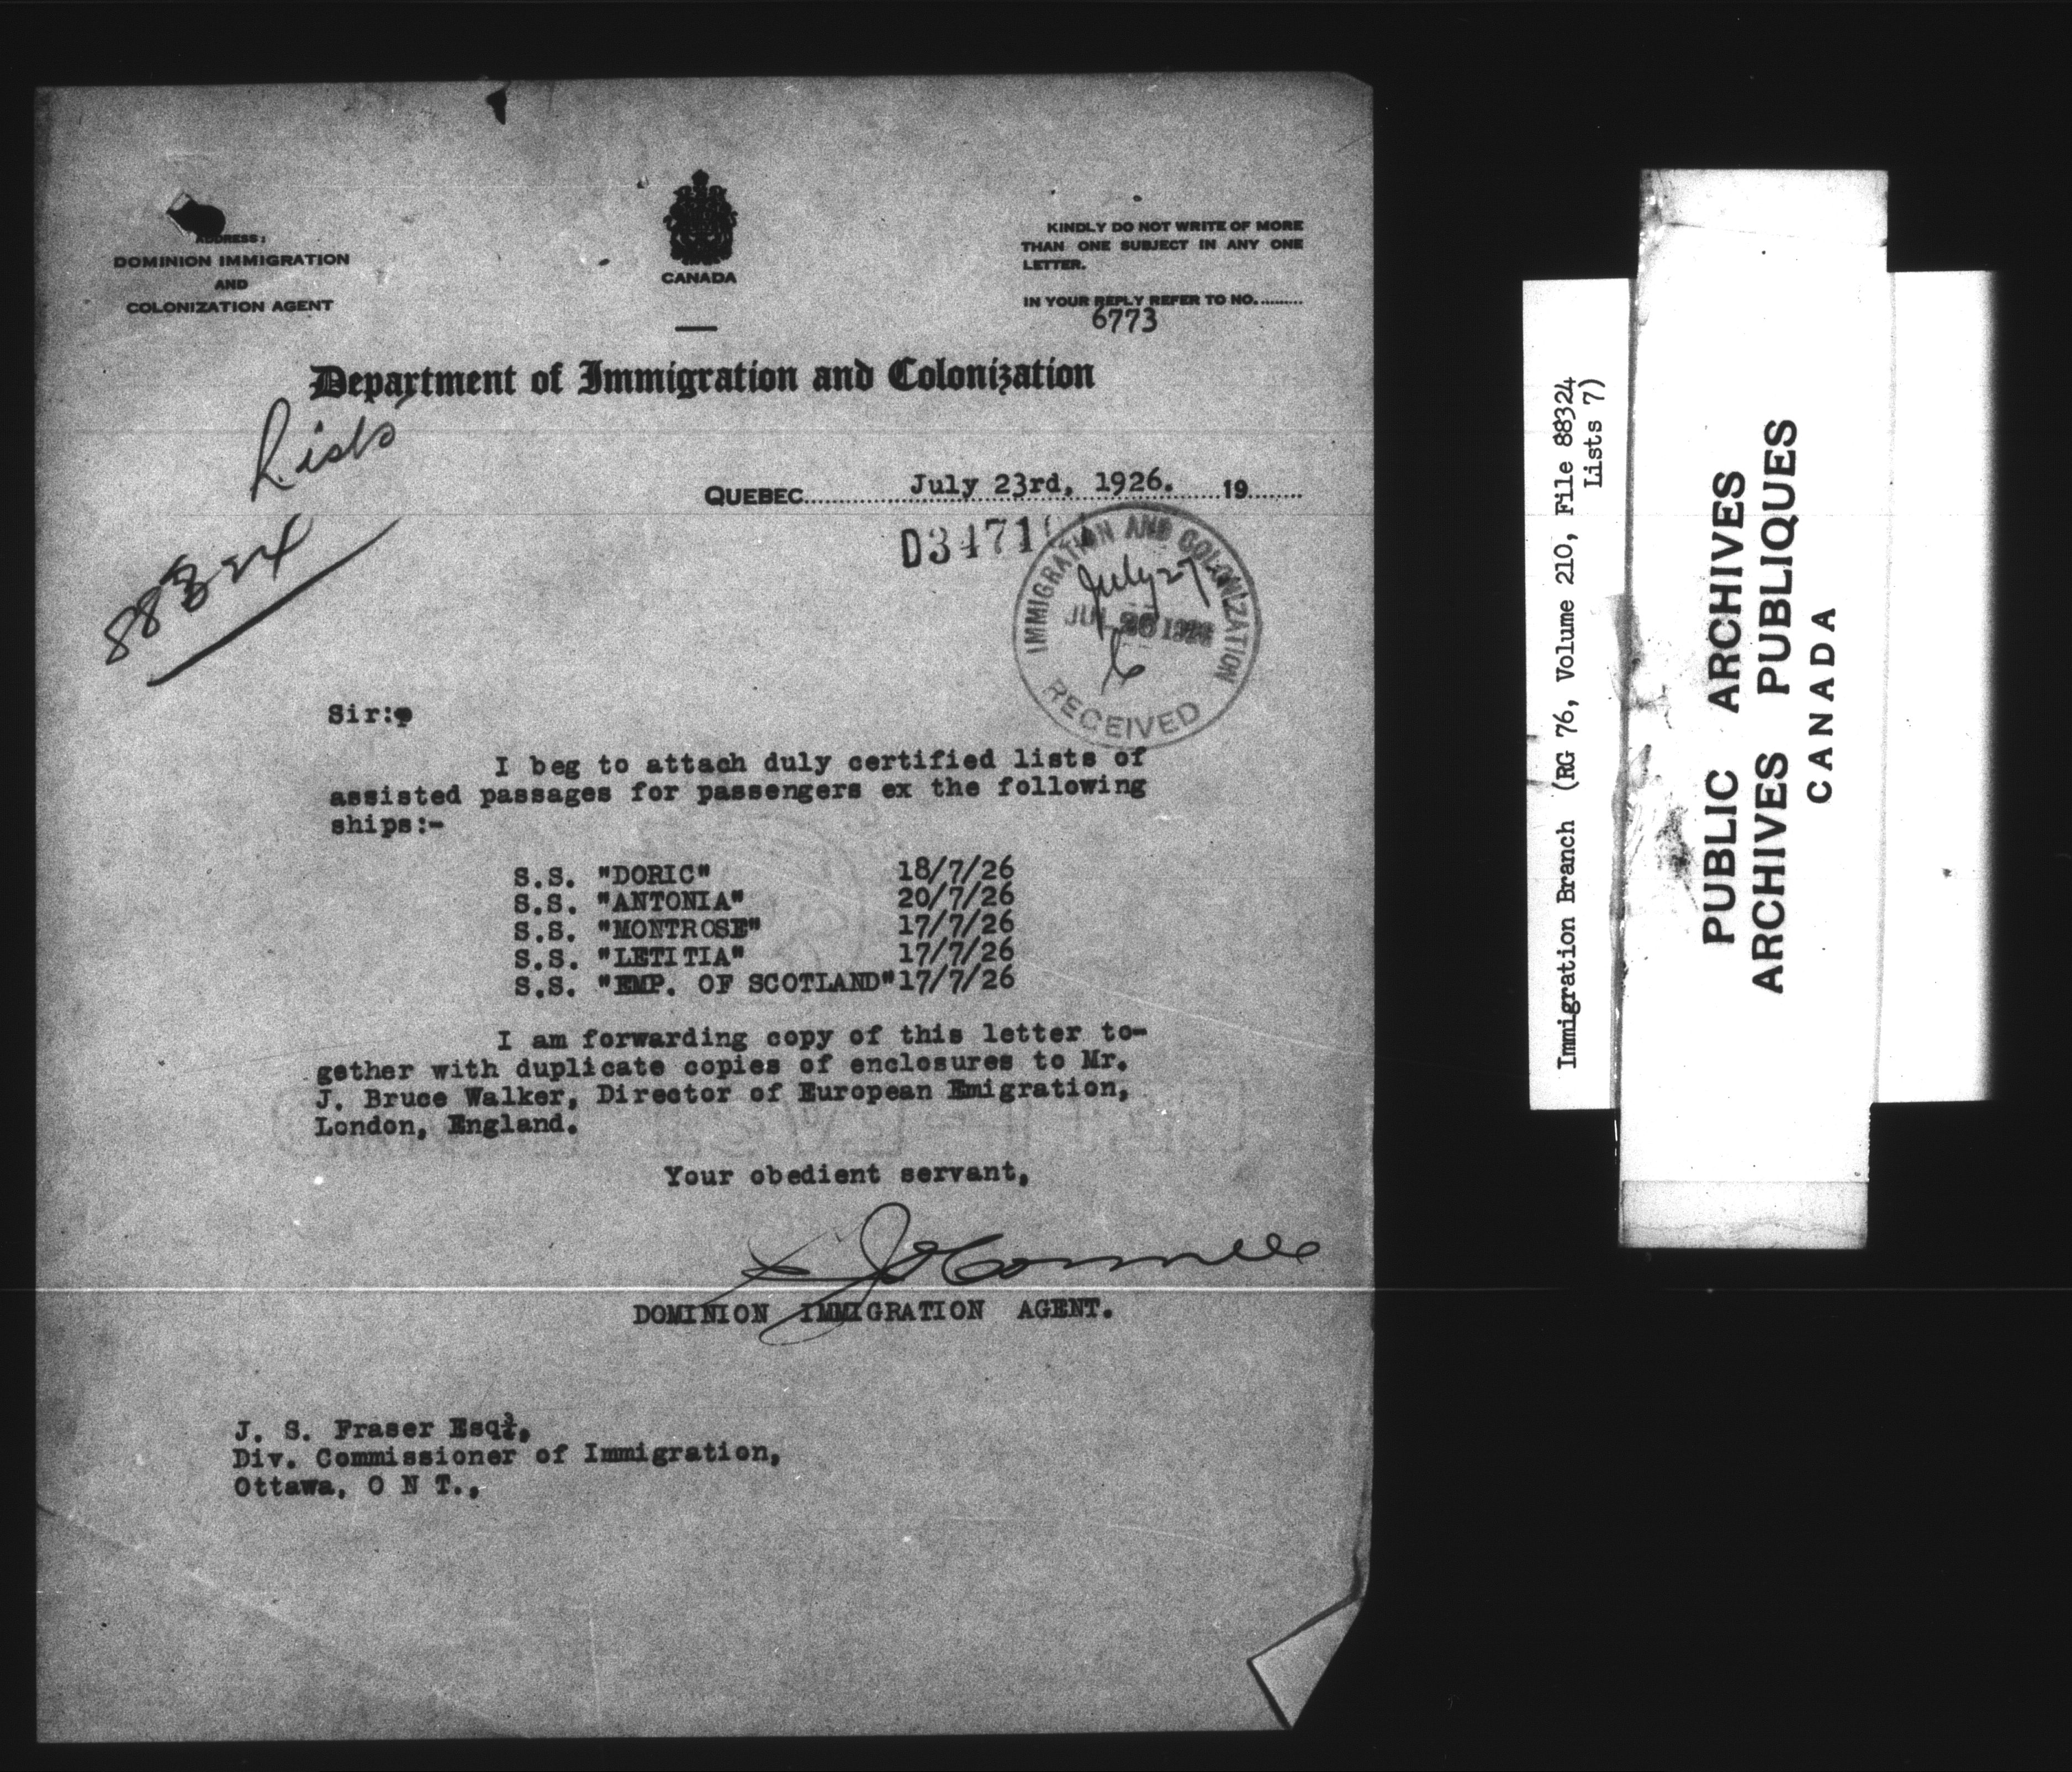 ADDRESS:
DOMINION IMMIGRATION
AND
COLONIZATION AGENT
CANADA
KINDLY DO NOT WRITE OF MORE
THAN ONE SUBJECT IN ANY ONE
LETTER.
IN YOUR REPLY REFER TO NO..........
6773
Department of Immigration and Colonization
Lists
88324
QUEBEC.......... July 23rd, 1926. ......19........
D34719
IMMIGRATION AND COLONIZATION
July 27
JUL 26 1926
RECEIVED
Sir:
I beg to attach duly certified lists of
assisted passages for passengers ex the following
ships:-
S.S. "DORIC" 18/7/26
S.S. "ANTONIA" 20/7/26
S.S. "MONTROSE" 17/7/26
S.S. "LETITIA" 17/7/26
S.S. "EMP. OF SCOTLAND" 17/7/26
I am forwarding copy of this letter to-
gether with duplicate copies of enclosures to Mr.
J. Bruce Walker, Director of European Emigration,
London, England.
Your obedient servant,
DOMINION IMMIGRATION AGENT.
J. S. Fraser Esq.,
Div. Commissioner of Immigration,
Ottawa, O N T.,
Immigration Branch (RG 76, Volume 210, File 88324
Lists 7)
PUBLIC ARCHIVES
ARCHIVES PUBLIQUES
CANADA